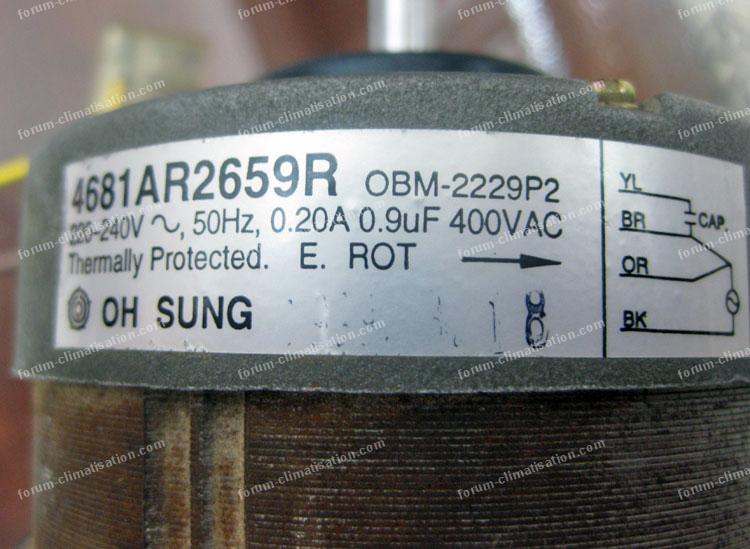 4681AR2659R OBM-2229P2
220-240V ~, 50Hz, 0.20A 0.9uF 400VAC
Thermally Protected. E. ROT →
OH SUNG
YL
BR CAP.
OR
BK
forum-climatisation.com